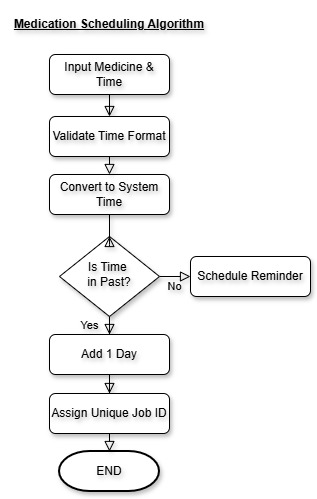 Medication Scheduling Algorithm
Input Medicine &
Time
Validate Time Format
Convert to System
Time
Is Time
in Past?
No
Schedule Reminder
Yes
Add 1 Day
Assign Unique Job ID
END